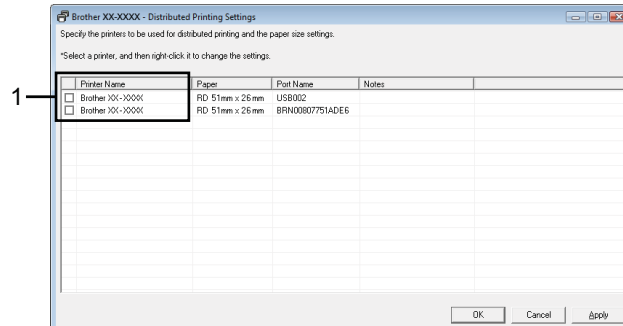 Brother XX-XXXX - Distributed Printing Settings
Specify the printers to be used for distributed printing and the paper size settings.
*Select a printer, and then right-click it to change the settings.
Printer Name Paper Port Name Notes
1
Brother XX-XXXX RD 51mm x 26mm USB002
Brother XX-XXXX RD 51mm x 26mm BRN00807751ADE6
OK Cancel Apply